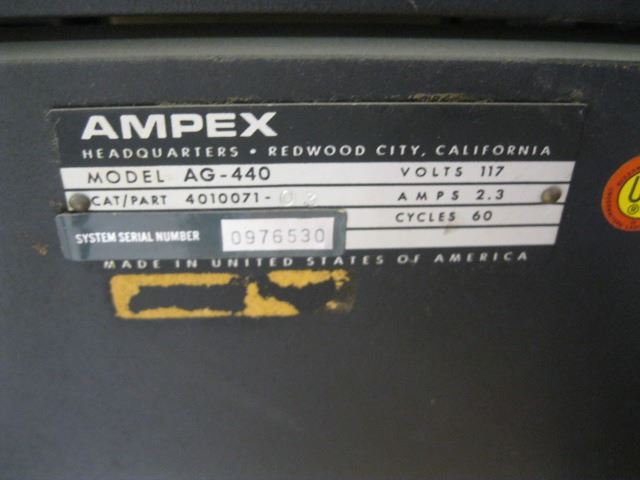 AMPEX
HEADQUARTERS • REDWOOD CITY, CALIFORNIA
MODEL AG-440 VOLTS 117
CAT/PART 4010071- AMPS 2.3
CYCLES 60
SYSTEM SERIAL NUMBER 0976530
MADE IN UNITED STATES OF AMERICA